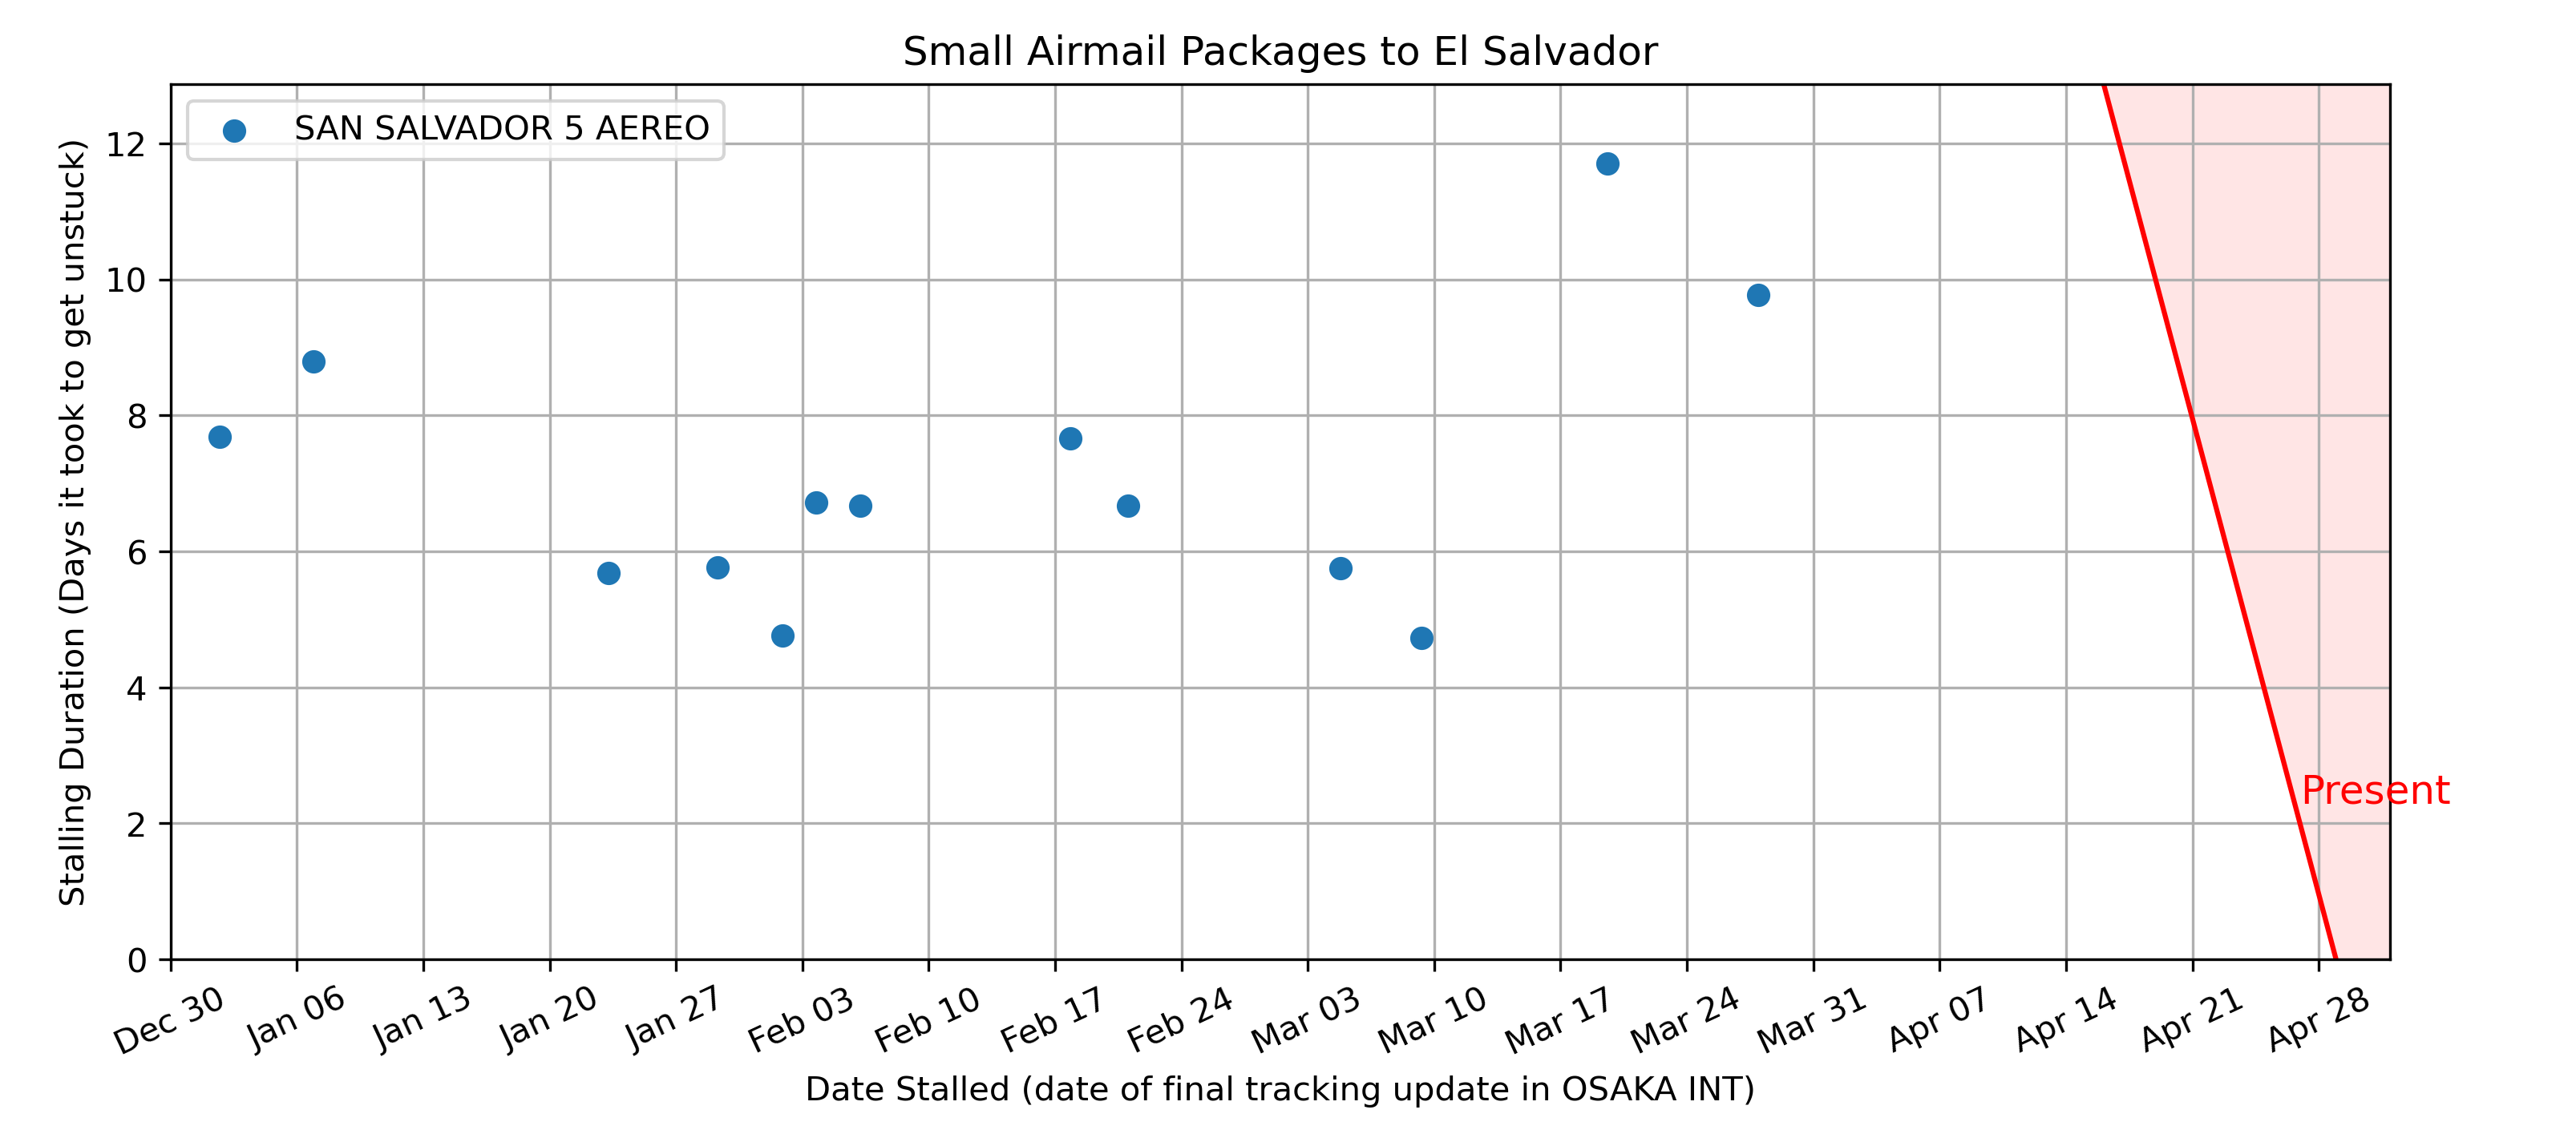 Small Airmail Packages to El Salvador
SAN SALVADOR 5 AEREO
Stalling Duration (Days it took to get unstuck)
12
10
8
6
4
2
0
Present
Dec 30
Jan 06
Jan 13
Jan 20
Jan 27
Feb 03
Feb 10
Feb 17
Feb 24
Mar 03
Mar 10
Mar 17
Mar 24
Mar 31
Apr 07
Apr 14
Apr 21
Apr 28
Date Stalled (date of final tracking update in OSAKA INT)